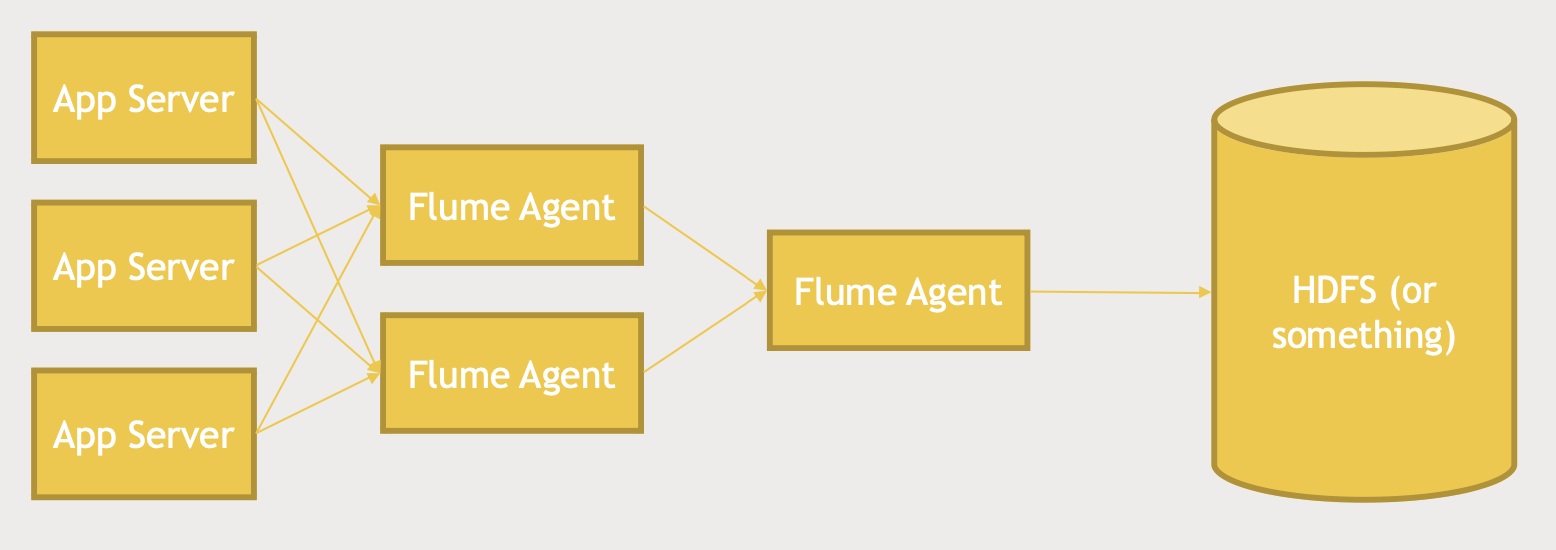 App Server
App Server
App Server
Flume Agent
Flume Agent
Flume Agent
HDFS (or
something)